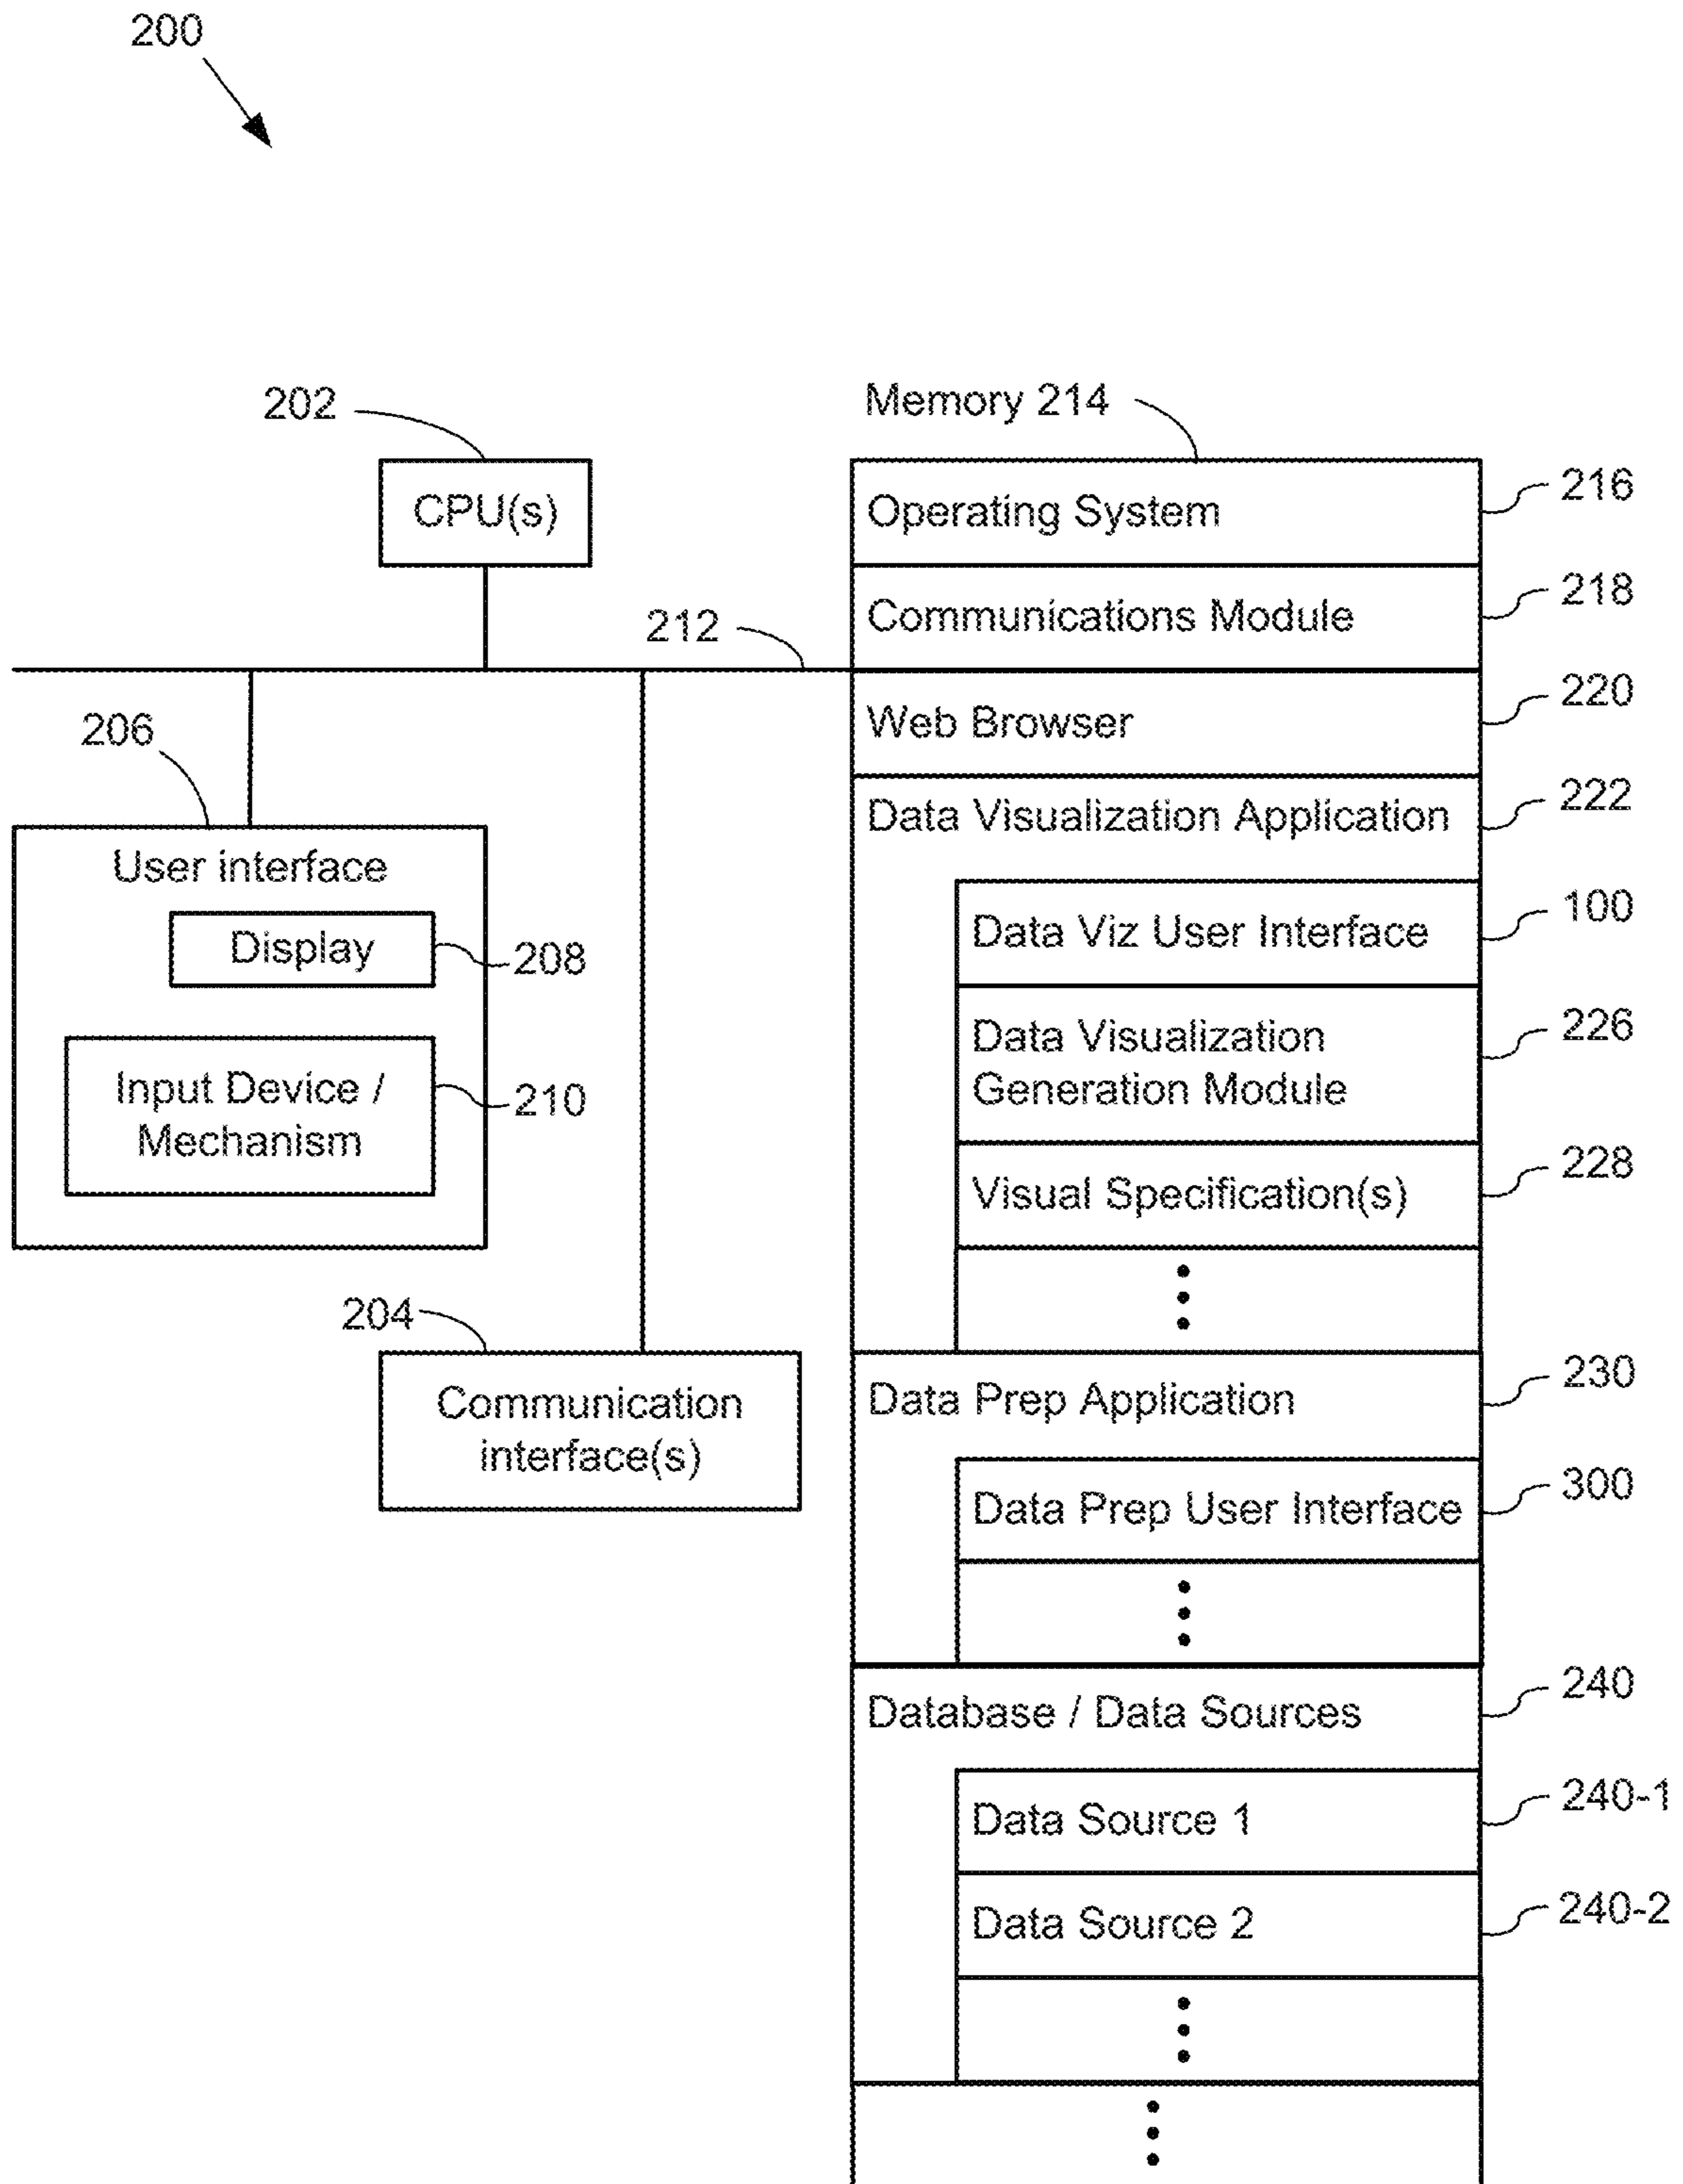 200
202
CPU(s)
212
206
User interface
Display
208
Input Device /
Mechanism
210
204
Communication
interface(s)
Memory 214
Operating System
216
Communications Module
218
Web Browser
220
Data Visualization Application
222
Data Viz User Interface
100
Data Visualization
Generation Module
226
Visual Specification(s)
228
Data Prep Application
230
Data Prep User Interface
300
Database / Data Sources
240
Data Source 1
240-1
Data Source 2
240-2